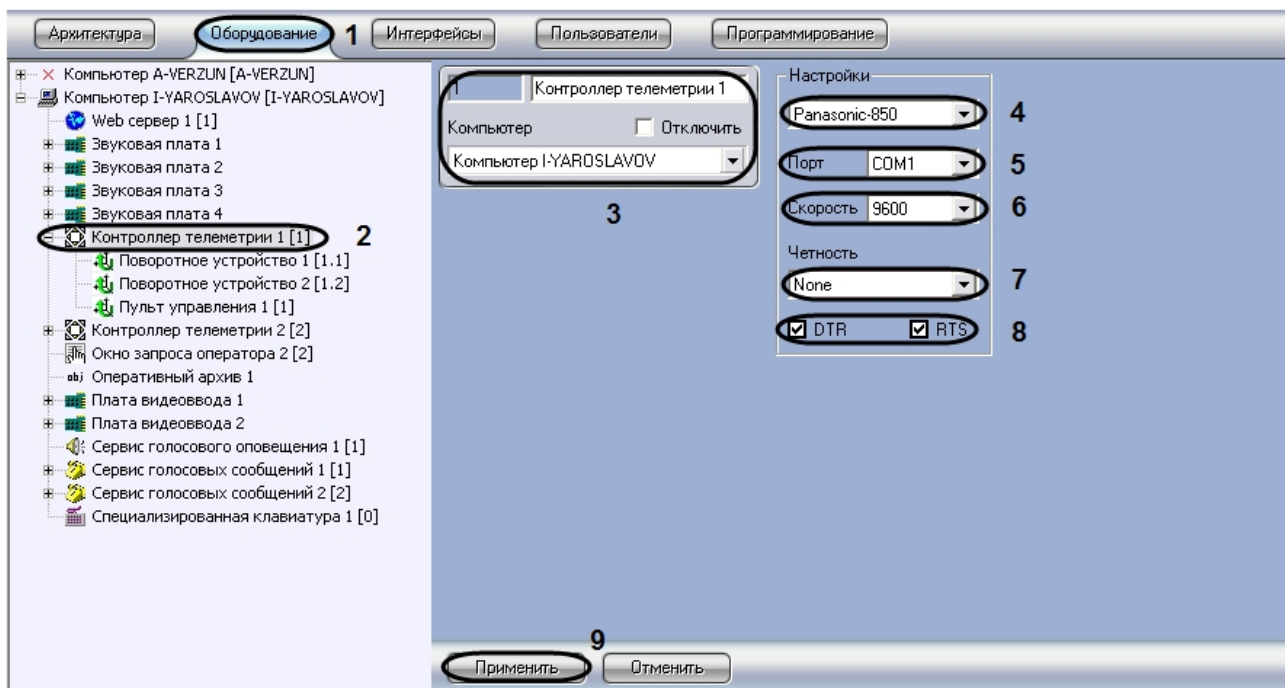 Архитектура Оборудование 1 Интерфейсы Пользователи Программирование
Компьютер A-VERZUN [A-VERZUN]
Компьютер I-YAROSLAVOV [I-YAROSLAVOV]
Web сервер 1 [1]
Звуковая плата 1
Звуковая плата 2
Звуковая плата 3
Звуковая плата 4
Контроллер телеметрии 1 [1] 2
Поворотное устройство 1 [1.1]
Поворотное устройство 2 [1.2]
Пульт управления 1 [1]
Контроллер телеметрии 2 [2]
Окно запроса оператора 2 [2]
obj Оперативный архив 1
Плата видеоввода 1
Плата видеоввода 2
Сервис голосового оповещения 1 [1]
Сервис голосовых сообщений 1 [1]
Сервис голосовых сообщений 2 [2]
Специализированная клавиатура 1 [0]
1 Контроллер телеметрии 1
Компьютер Отключить
Компьютер I-YAROSLAVOV
3
Настройки
Panasonic-850 4
Порт COM1 5
Скорость 9600 6
Четность
None 7
DTR RTS 8
9
Применить Отменить